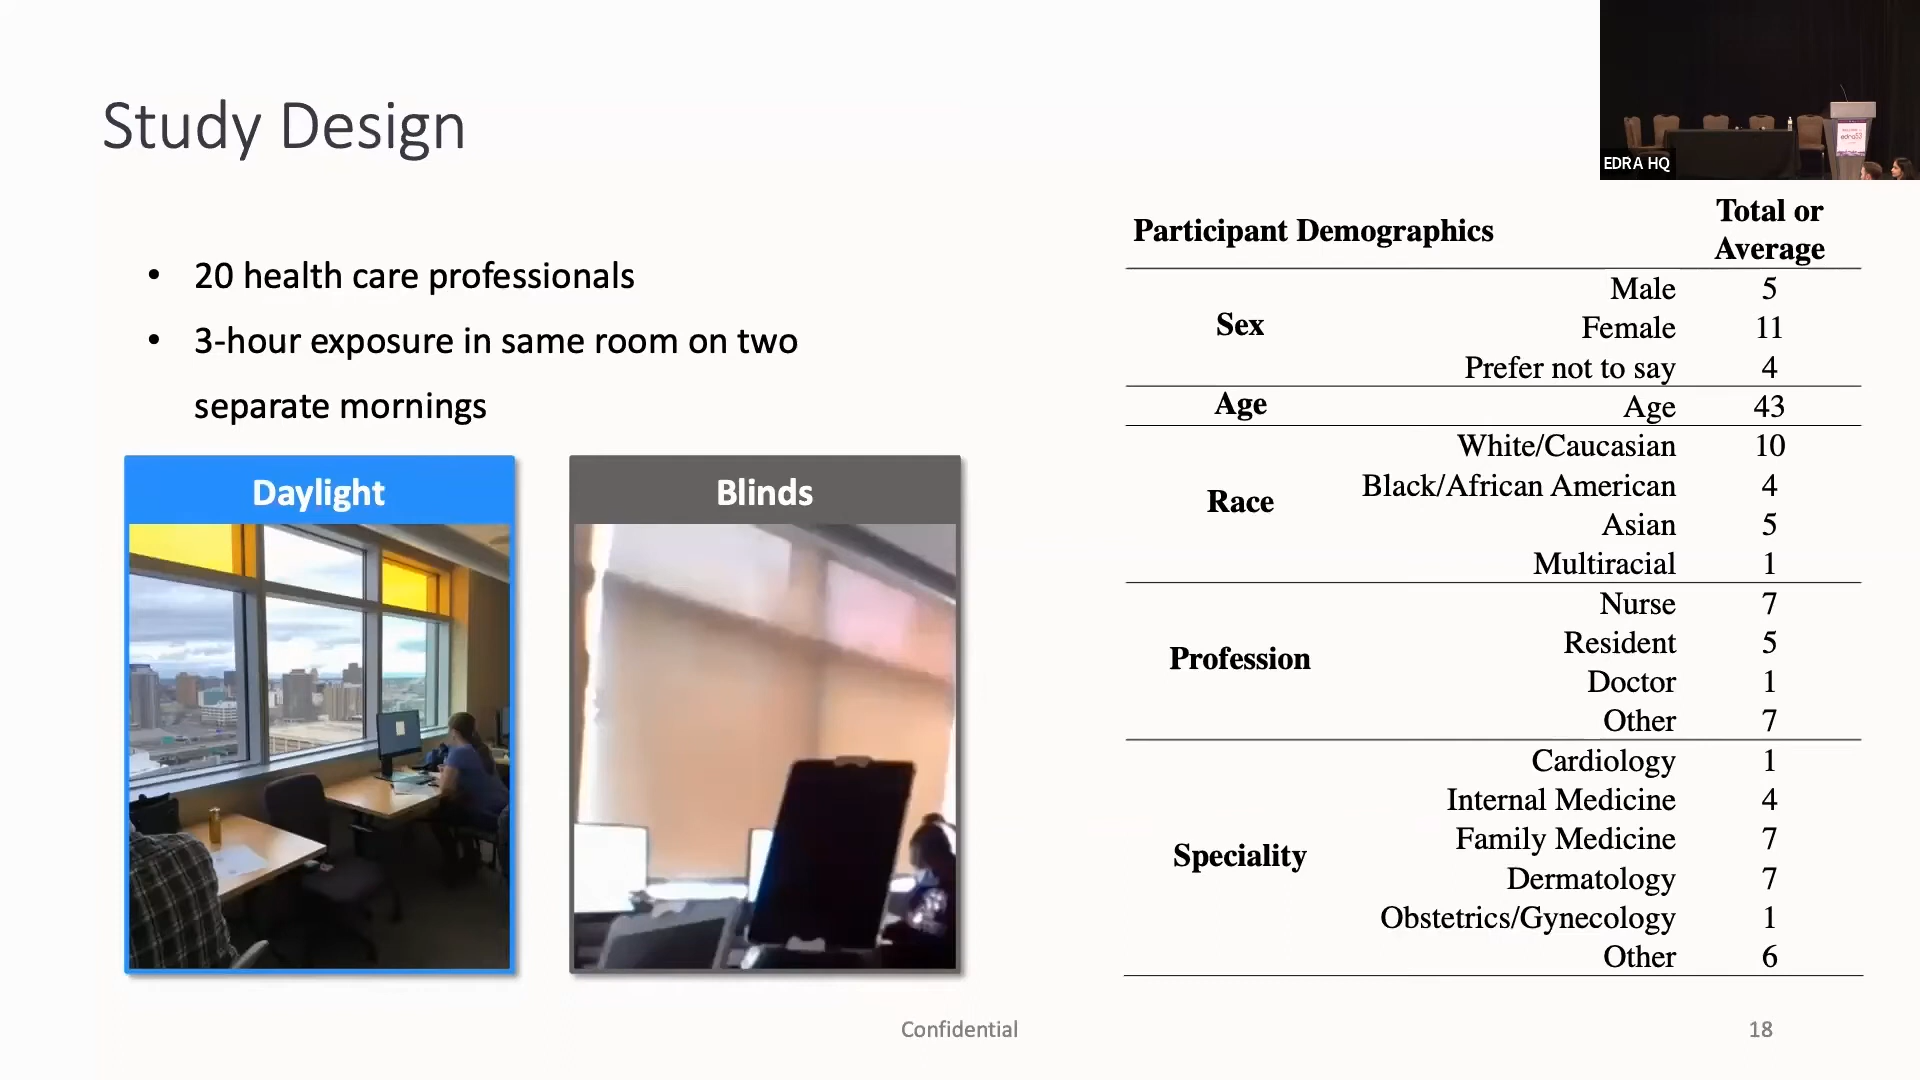 Study Design
EDRA HQ
edra53
• 20 health care professionals
• 3-hour exposure in same room on two
separate mornings
Daylight
Blinds
Participant Demographics Total or
Average
Sex
Male 5
Female 11
Prefer not to say 4
Age Age 43
Race
White/Caucasian 10
Black/African American 4
Asian 5
Multiracial 1
Profession
Nurse 7
Resident 5
Doctor 1
Other 7
Speciality
Cardiology 1
Internal Medicine 4
Family Medicine 7
Dermatology 7
Obstetrics/Gynecology 1
Other 6
Confidential
18